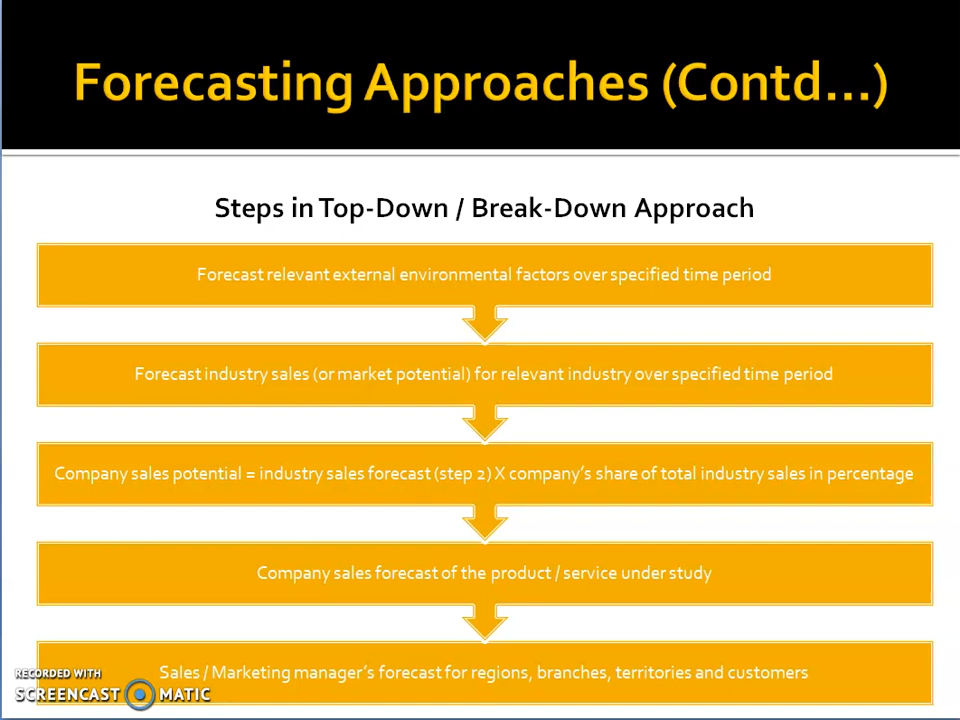 Forecasting Approaches (Contd...)
Steps in Top-Down / Break-Down Approach
Forecast relevant external environmental factors over specified time period
Forecast industry sales (or market potential) for relevant industry over specified time period
Company sales potential = industry sales forecast (step 2) X company's share of total industry sales in percentage
Company sales forecast of the product / service under study
Sales / Marketing manager's forecast for regions, branches, territories and customers
RECORDED WITH
SCREENCAST MATIC